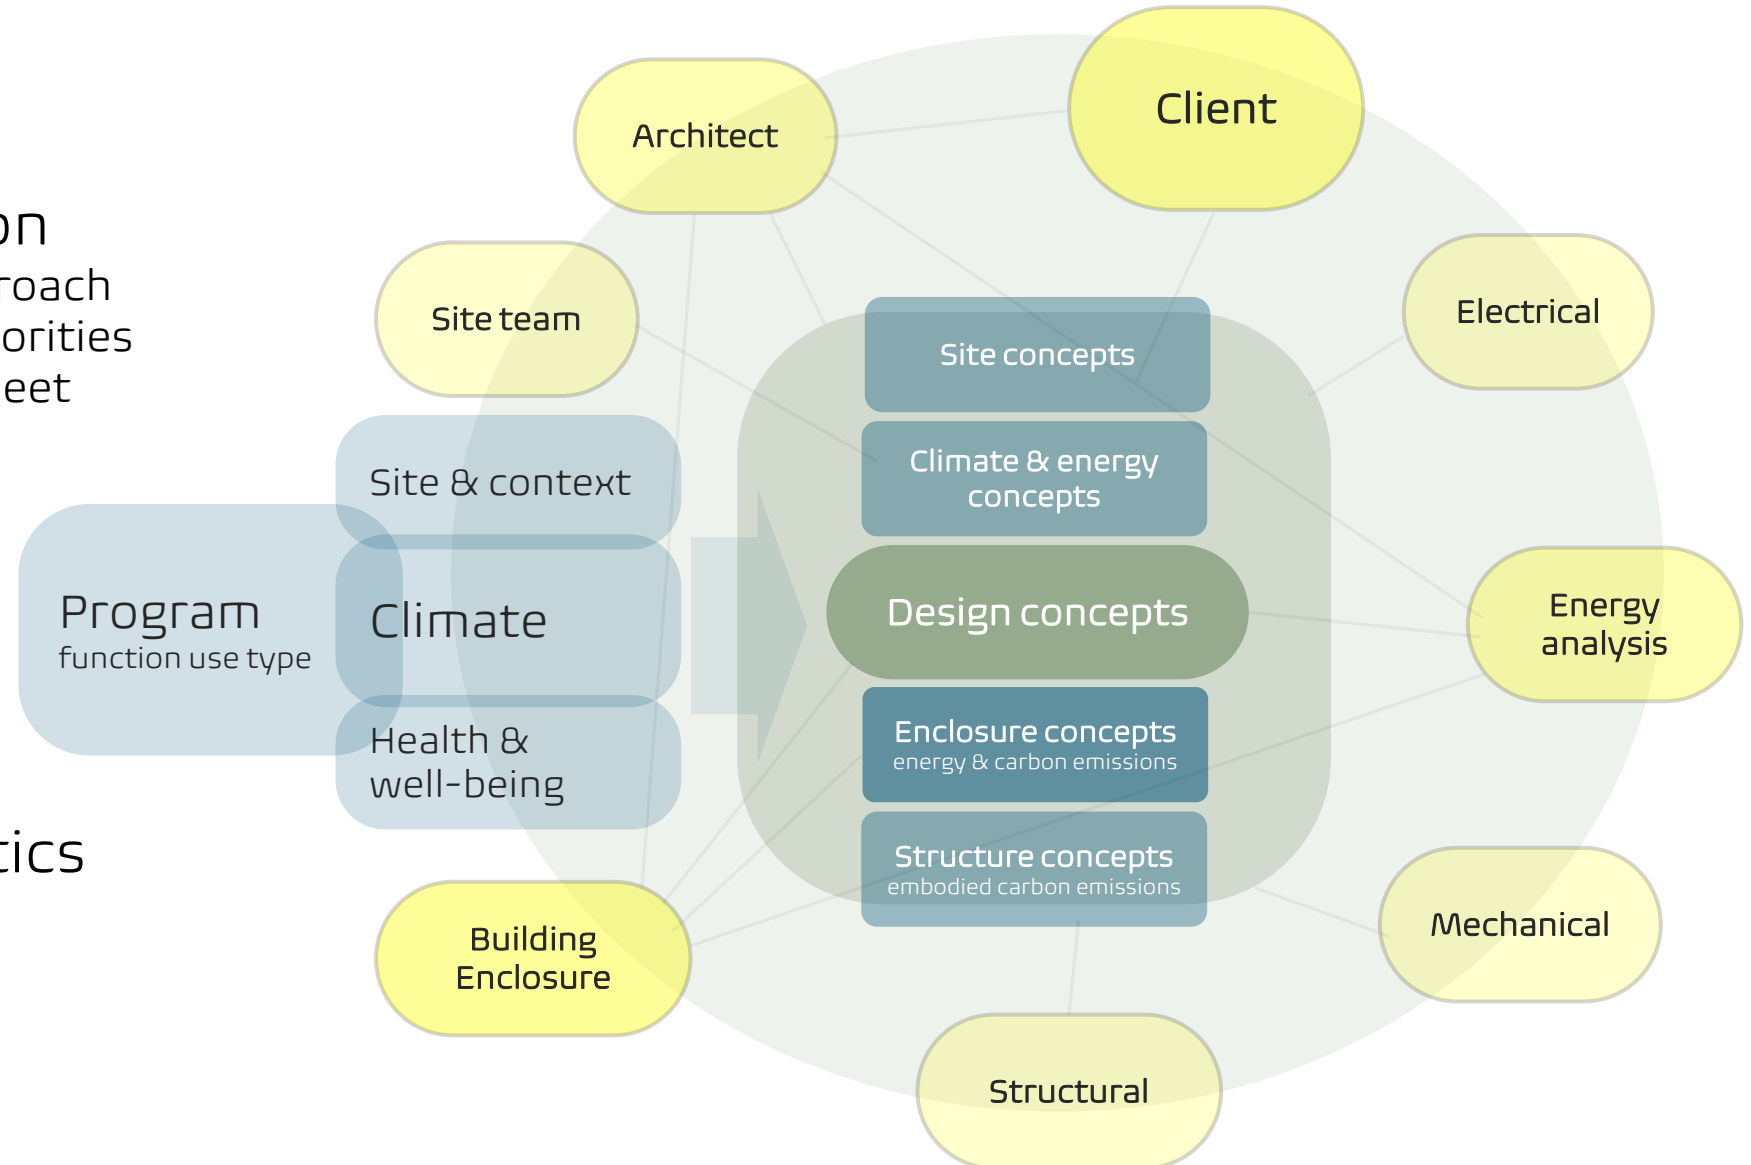 on
roach
orities
eet
tics
Architect
Client
Site team
Electrical
Site & context
Program
function use type
Climate
Health &
well-being
Site concepts
Climate & energy
concepts
Design concepts
Enclosure concepts
energy & carbon emissions
Structure concepts
embodied carbon emissions
Energy
analysis
Building
Enclosure
Mechanical
Structural